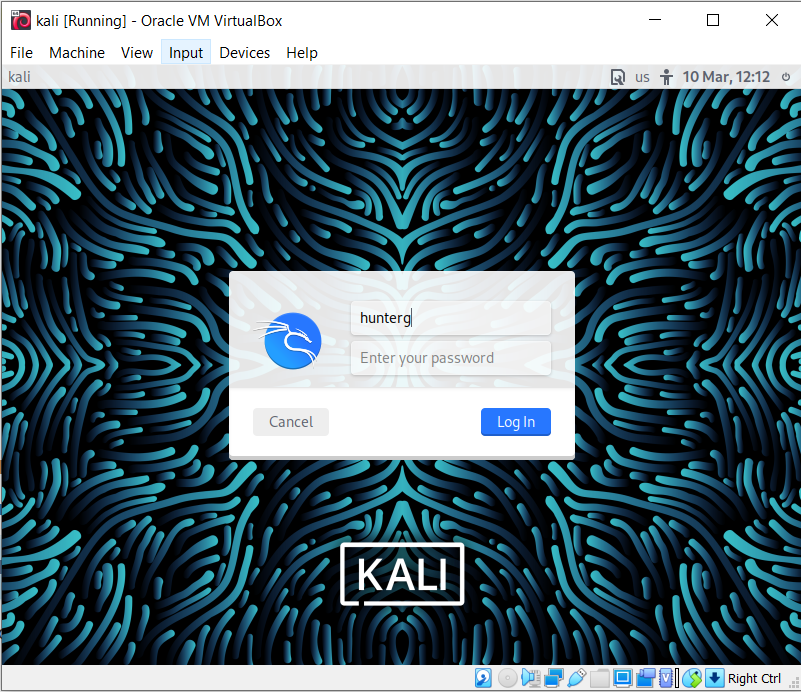 kali [Running] - Oracle VM VirtualBox
File Machine View Input Devices Help
kali us 10 Mar, 12:12
hunterg
Enter your password
Cancel Log In
KALI
V Right Ctrl